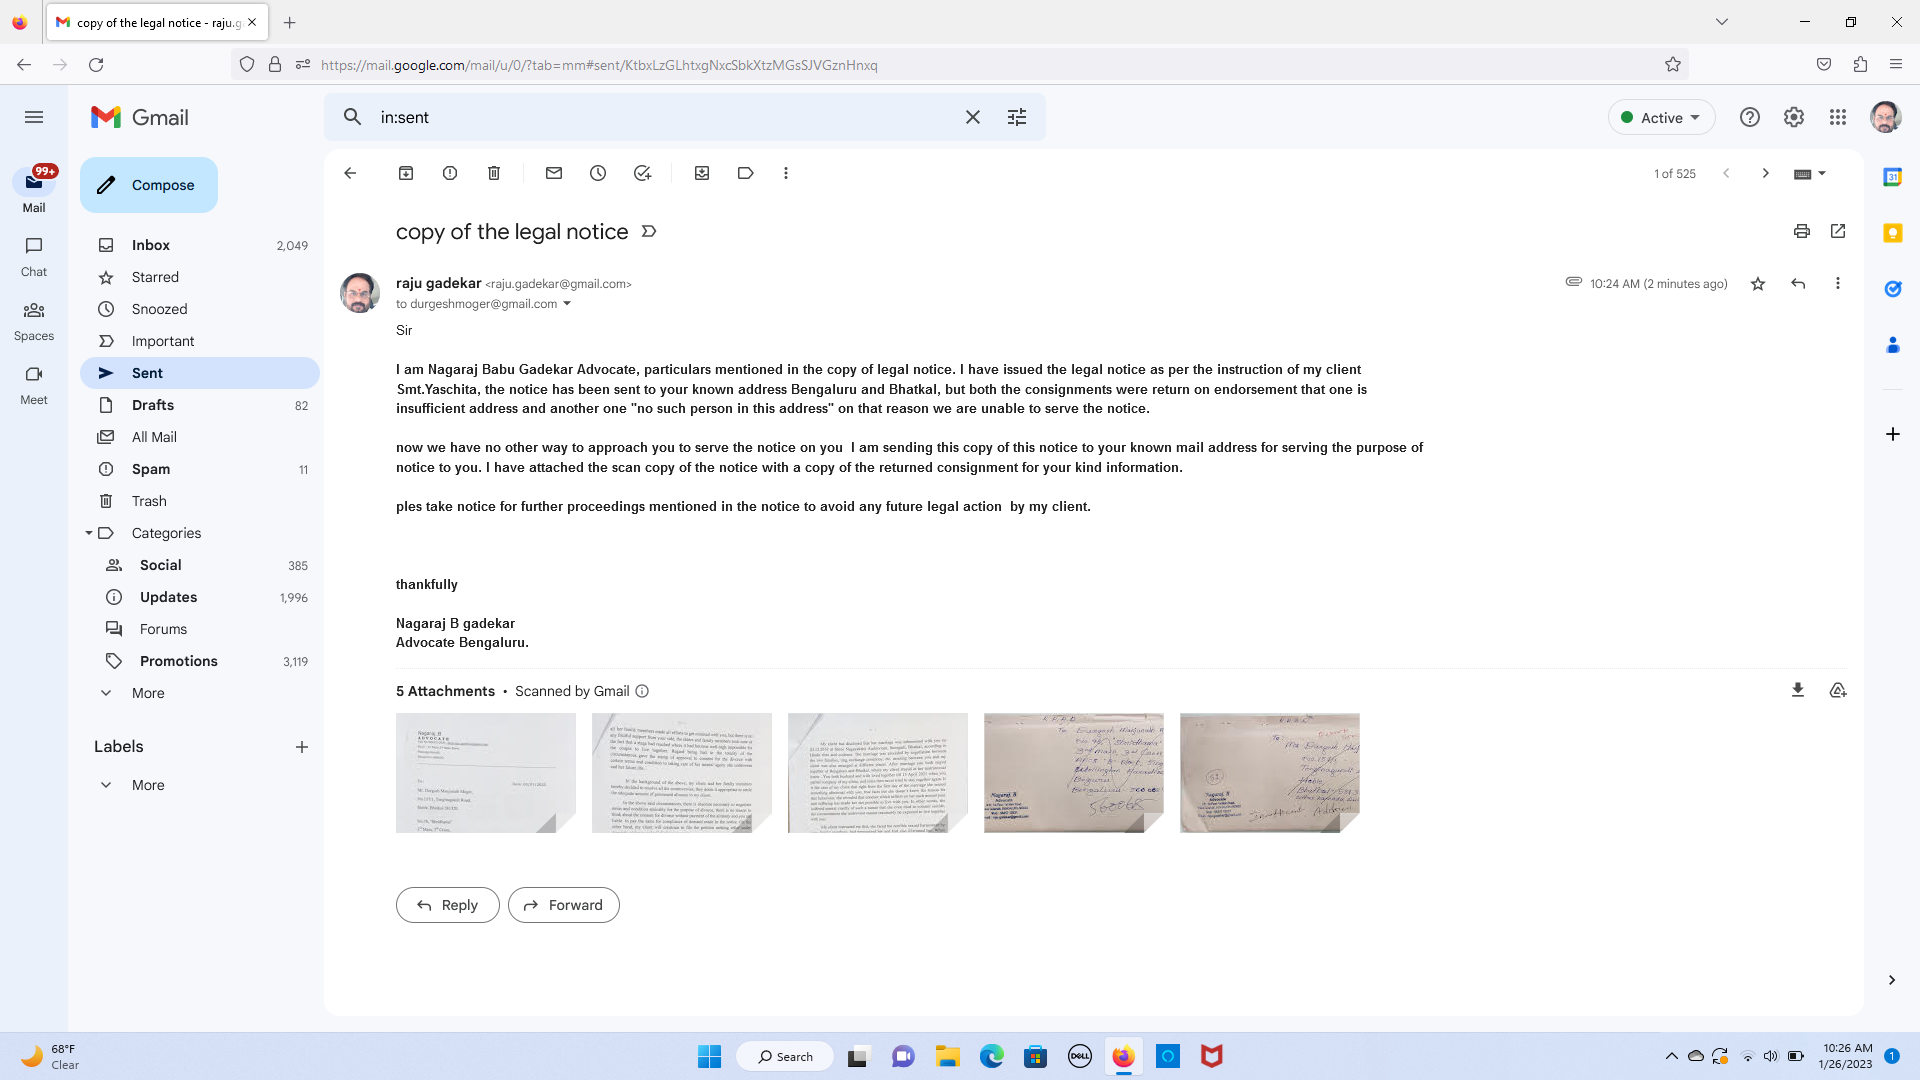 copy of the legal notice - raju.g
https://mail.google.com/mail/u/0/?tab=mm#sent/KtbxLzGLhtxgNxcSbkXtzMGsSJVGznHnxq
Gmail
in:sent
Active
99+
Mail
Chat
Spaces
Meet
Compose
Inbox 2,049
Starred
Snoozed
Important
Sent
Drafts 82
All Mail
Spam 11
Trash
Categories
Social 385
Updates 1,996
Forums
Promotions 3,119
More
Labels
More
1 of 525
copy of the legal notice
raju gadekar <raju.gadekar@gmail.com>
10:24 AM (2 minutes ago)
to durgeshmoger@gmail.com
Sir
I am Nagaraj Babu Gadekar Advocate, particulars mentioned in the copy of legal notice. I have issued the legal notice as per the instruction of my client
Smt.Yaschita, the notice has been sent to your known address Bengaluru and Bhatkal, but both the consignments were return on endorsement that one is
insufficient address and another one "no such person in this address" on that reason we are unable to serve the notice.
now we have no other way to approach you to serve the notice on you  I am sending this copy of this notice to your known mail address for serving the purpose of
notice to you. I have attached the scan copy of the notice with a copy of the returned consignment for your kind information.
ples take notice for further proceedings mentioned in the notice to avoid any future legal action  by my client.
thankfully
Nagaraj B gadekar
Advocate Bengaluru.
5 Attachments • Scanned by Gmail
Nagaraj. B
ADVOCATE
Nagaraj. B
Advocate
560068
Nagaraj. B
Advocate
Reply
Forward
31
68°F
Clear
Search
DELL
10:26 AM
1/26/2023
1